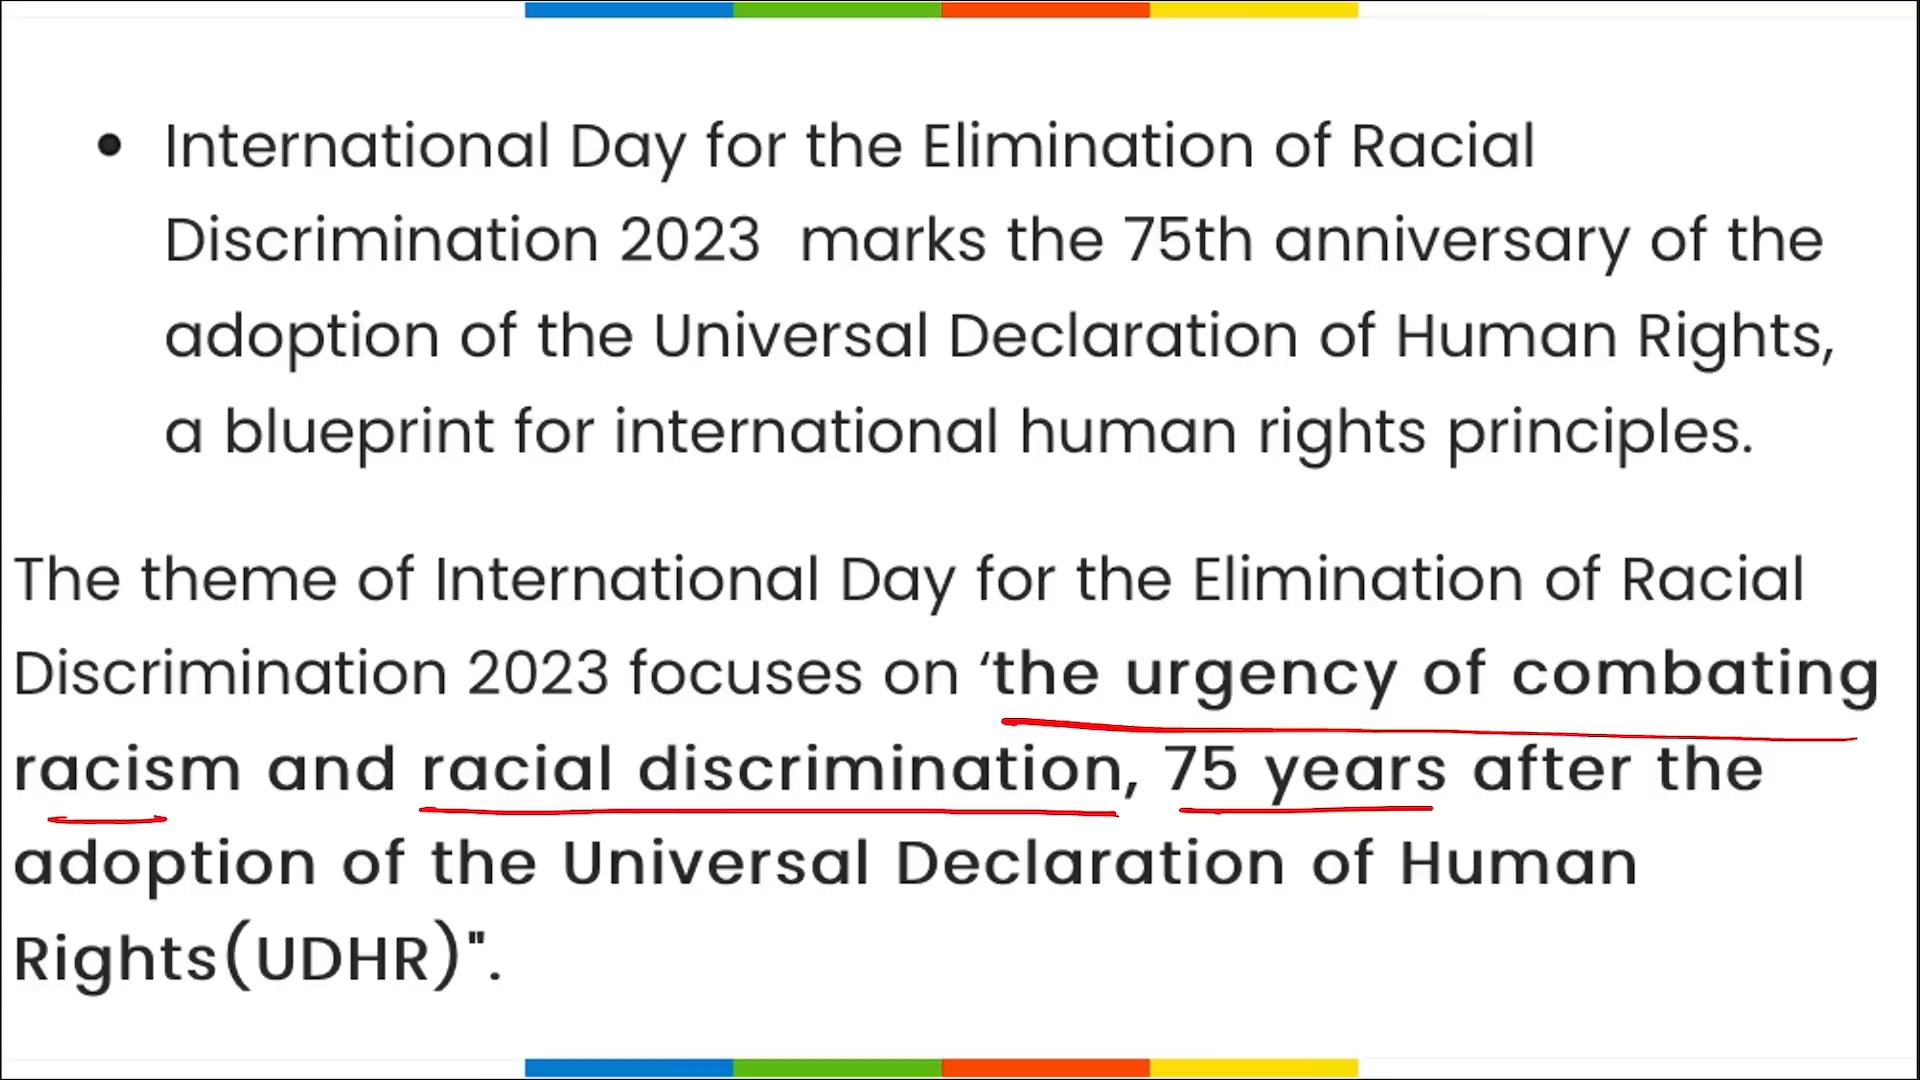 • International Day for the Elimination of Racial
Discrimination 2023  marks the 75th anniversary of the
adoption of the Universal Declaration of Human Rights,
a blueprint for international human rights principles.
The theme of International Day for the Elimination of Racial
Discrimination 2023 focuses on ‘the urgency of combating
racism and racial discrimination, 75 years after the
adoption of the Universal Declaration of Human
Rights(UDHR)".